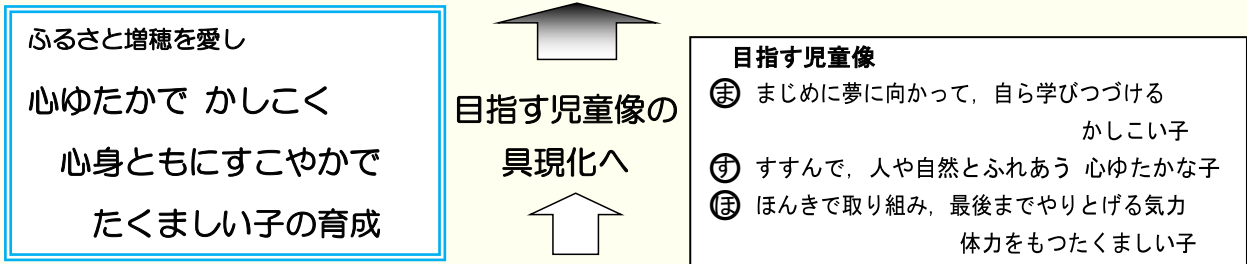 ふるさと増穂を愛し
心ゆたかで かしこく
心身ともにすこやかで
たくましい子の育成
目指す児童像の
具現化へ
目指す児童像
㋮ まじめに夢に向かって，自ら学びつづける
かしこい子
す すすんで，人や自然とふれあう 心ゆたかな子
ほ ほんきで取り組み，最後までやりとげる気力
体力をもつたくましい子